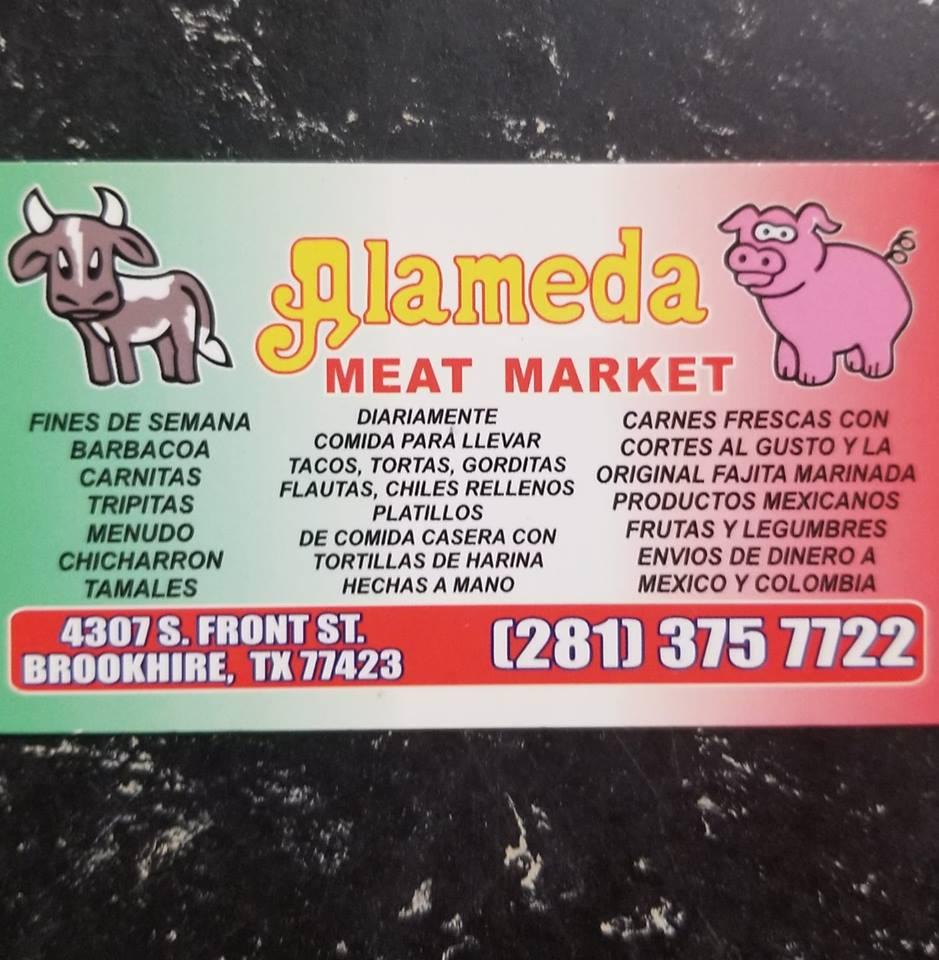 Alameda
MEAT MARKET
FINES DE SEMANA
BARBACOA
CARNITAS
TRIPITAS
MENUDO
CHICHARRON
TAMALES
DIARIAMENTE
COMIDA PARA LLEVAR
TACOS, TORTAS, GORDITAS
FLAUTAS, CHILES RELLENOS
PLATILLOS
DE COMIDA CASERA CON
TORTILLAS DE HARINA
HECHAS A MANO
CARNES FRESCAS CON
CORTES AL GUSTO Y LA
ORIGINAL FAJITA MARINADA
PRODUCTOS MEXICANOS
FRUTAS Y LEGUMBRES
ENVIOS DE DINERO A
MEXICO Y COLOMBIA
4307 S. FRONT ST.
BROOKHIRE, TX 77423
(281) 375 7722